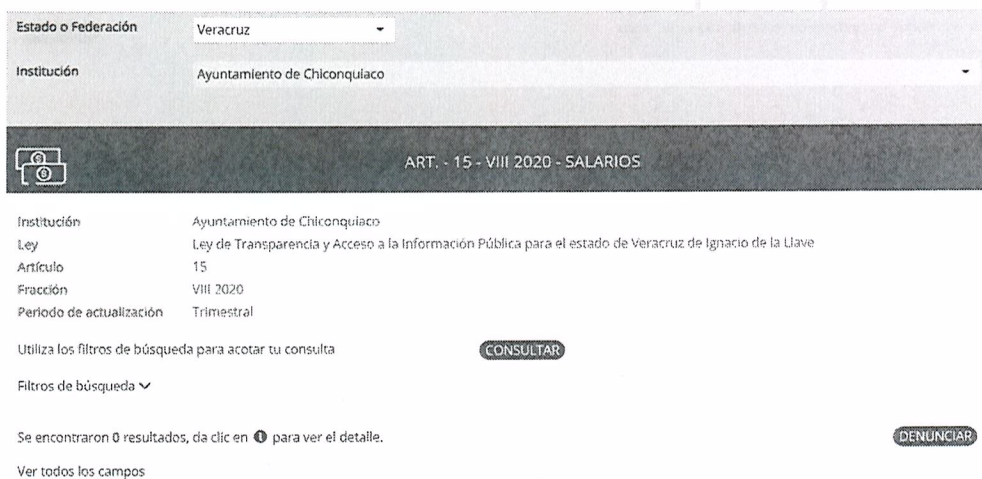 Estado o Federación Veracruz
Institución Ayuntamiento de Chiconquiaco
ART. - 15 - VIII 2020 - SALARIOS
Institución Ayuntamiento de Chiconquiaco
Ley Ley de Transparencia y Acceso a la Información Pública para el estado de Veracruz de Ignacio de la Llave
Artículo 15
Fracción VIII 2020
Periodo de actualización Trimestral
Utiliza los filtros de búsqueda para acotar tu consulta CONSULTAR
Filtros de búsqueda
Se encontraron 0 resultados, da clic en i para ver el detalle. DENUNCIAR
Ver todos los campos